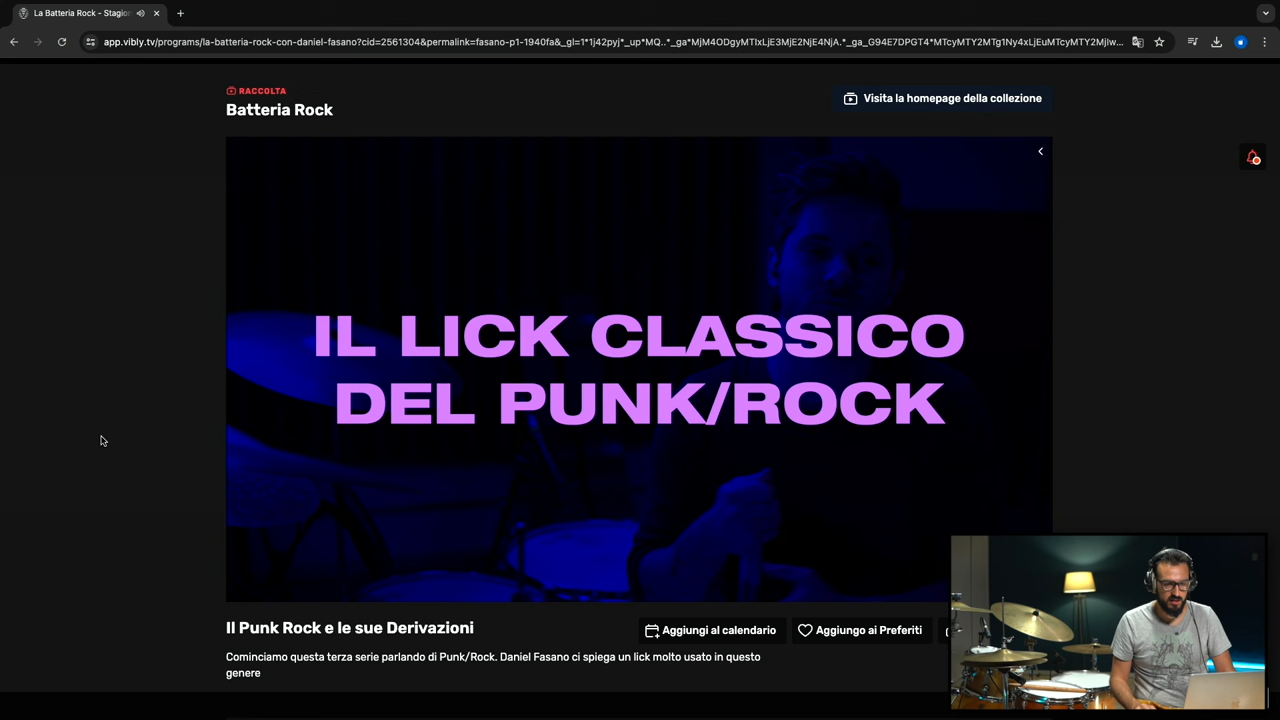 La Batteria Rock - Stagion
app.vibly.tv/programs/la-batteria-rock-con-daniel-fasano?cid=2561304&permalink=fasano-p1-1940fa&_gl=1*1j42pyj*_up*MQ..*_ga*MjM4ODgyMTIxLjE3MjE2NjE4NjA.*_ga_G94E7DPGT4*MTcyMTY2MTg1Ny4xLjEuMTcyMTY2MjIw...
RACCOLTA
Batteria Rock
Visita la homepage della collezione
IL LICK CLASSICO
DEL PUNK/ROCK
Il Punk Rock e le sue Derivazioni
Aggiungi al calendario
Aggiungo ai Preferiti
Cominciamo questa terza serie parlando di Punk/Rock. Daniel Fasano ci spiega un lick molto usato in questo
genere